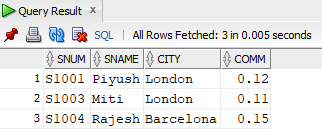 Query Result
SQL | All Rows Fetched: 3 in 0.005 seconds
SNUM SNAME CITY COMM
1 S1001 Piyush London 0.12
2 S1003 Miti London 0.11
3 S1004 Rajesh Barcelona 0.15